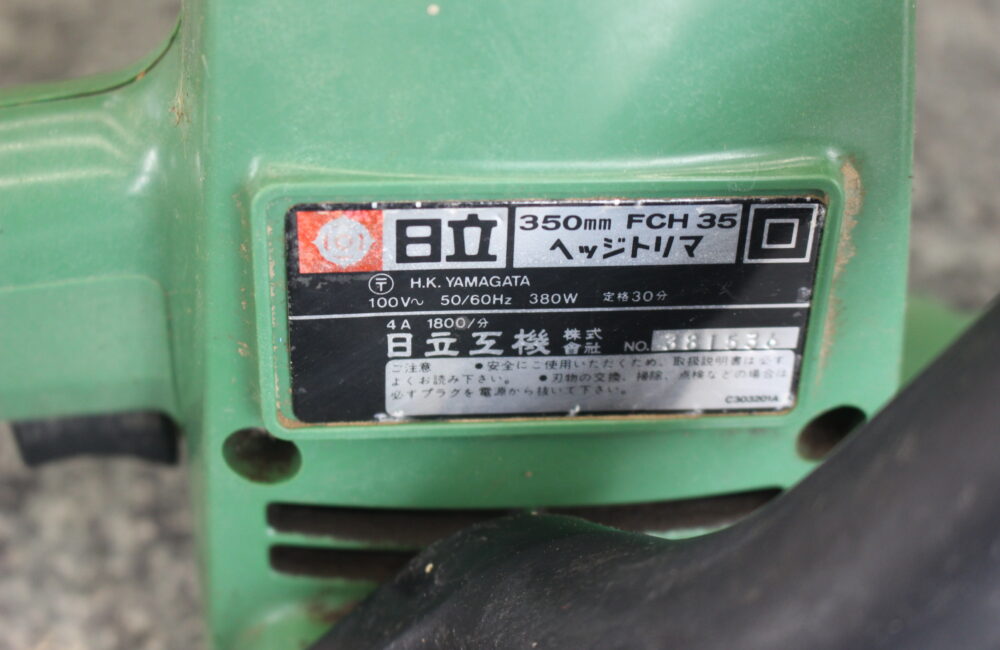 日立
350mm FCH 35
ヘッジトリマ
〒 H.K. YAMAGATA
100V～ 50/60Hz 380W 定格30分
4A 1800/分
日立工機 株式會社 NO. 381536
ご注意 ●安全にご使用いただくため、取扱説明書は必ず
よくお読み下さい。 ●刃物の交換、掃除、点検などの場合は
必ずプラグを電源から抜いて下さい。
C303201A